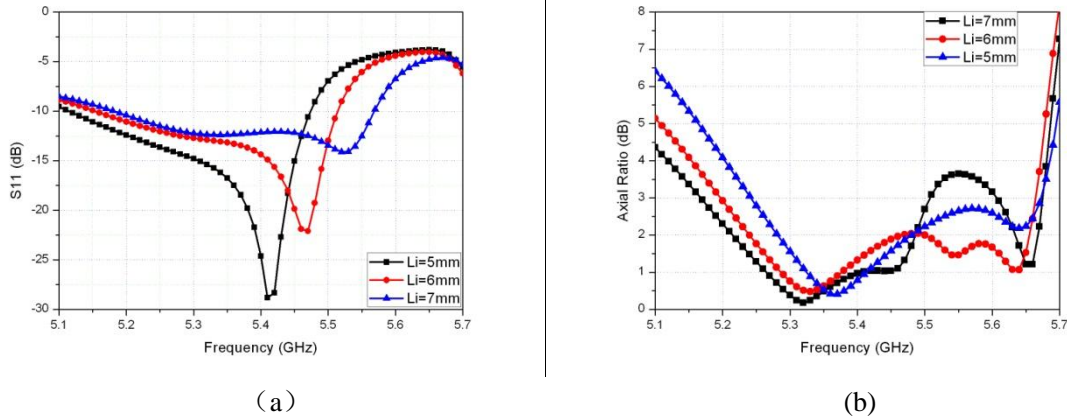 0
-5
-10
-15
-20
-25
-30
S11 (dB)
Li=5mm
Li=6mm
Li=7mm
5.1 5.2 5.3 5.4 5.5 5.6 5.7
Frequency (GHz)
(a)
8
7
6
5
4
3
2
1
0
Axial Ratio (dB)
Li=7mm
Li=6mm
Li=5mm
5.1 5.2 5.3 5.4 5.5 5.6 5.7
Frequency (GHz)
(b)